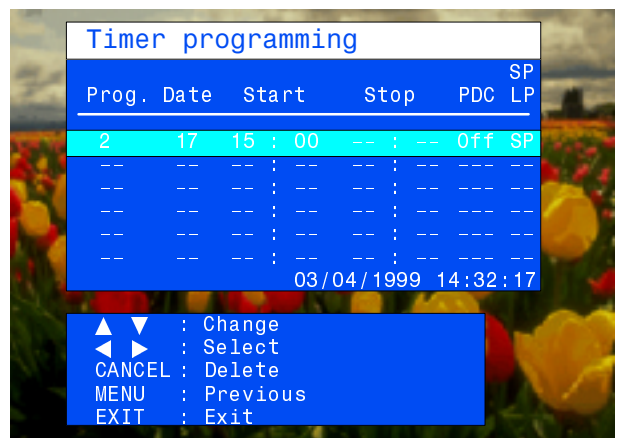 Timer programming
SP
Prog. Date Start Stop PDC LP
2 17 15 : 00 -- : -- Off SP
-- -- -- : -- -- : -- --- --
-- -- -- : -- -- : -- --- --
-- -- -- : -- -- : -- --- --
-- -- -- : -- -- : -- --- --
-- -- -- : -- -- : -- --- --
03/04/1999 14:32:17
▲ ▼ : Change
◀ ▶ : Select
CANCEL : Delete
MENU : Previous
EXIT : Exit